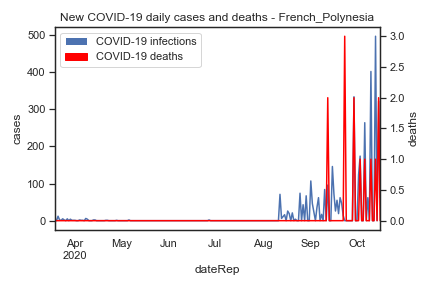 New COVID-19 daily cases and deaths - French_Polynesia
COVID-19 infections
COVID-19 deaths
cases
500
400
300
200
100
0
deaths
3.0
2.5
2.0
1.5
1.0
0.5
0.0
Apr May Jun Jul Aug Sep Oct
2020
dateRep